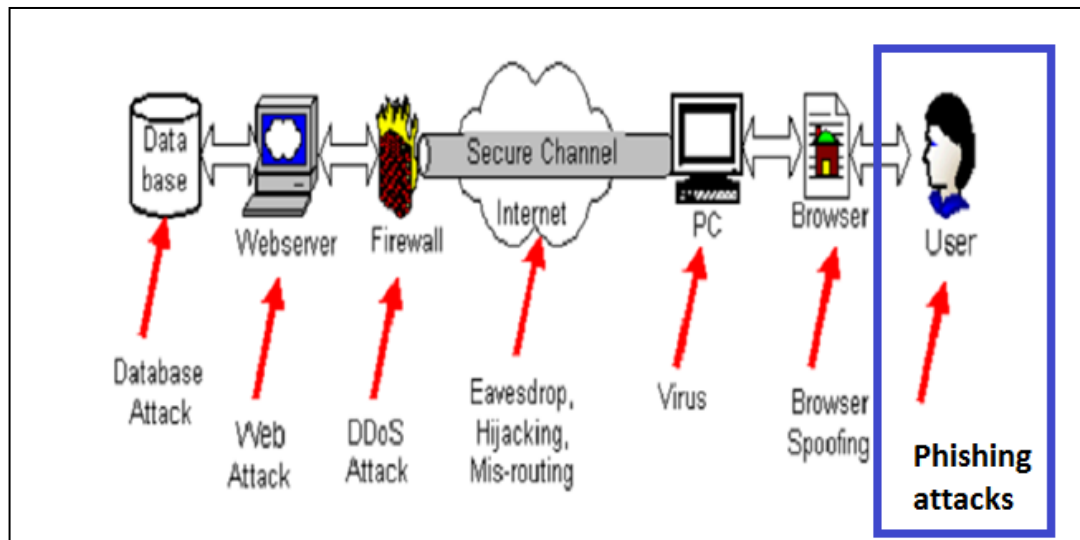 Data
base
Webserver
Firewall
Secure Channel
Internet
PC
Browser
User
Database
Attack
Web
Attack
DDoS
Attack
Eavesdrop,
Hijacking,
Mis-routing
Virus
Browser
Spoofing
Phishing
attacks